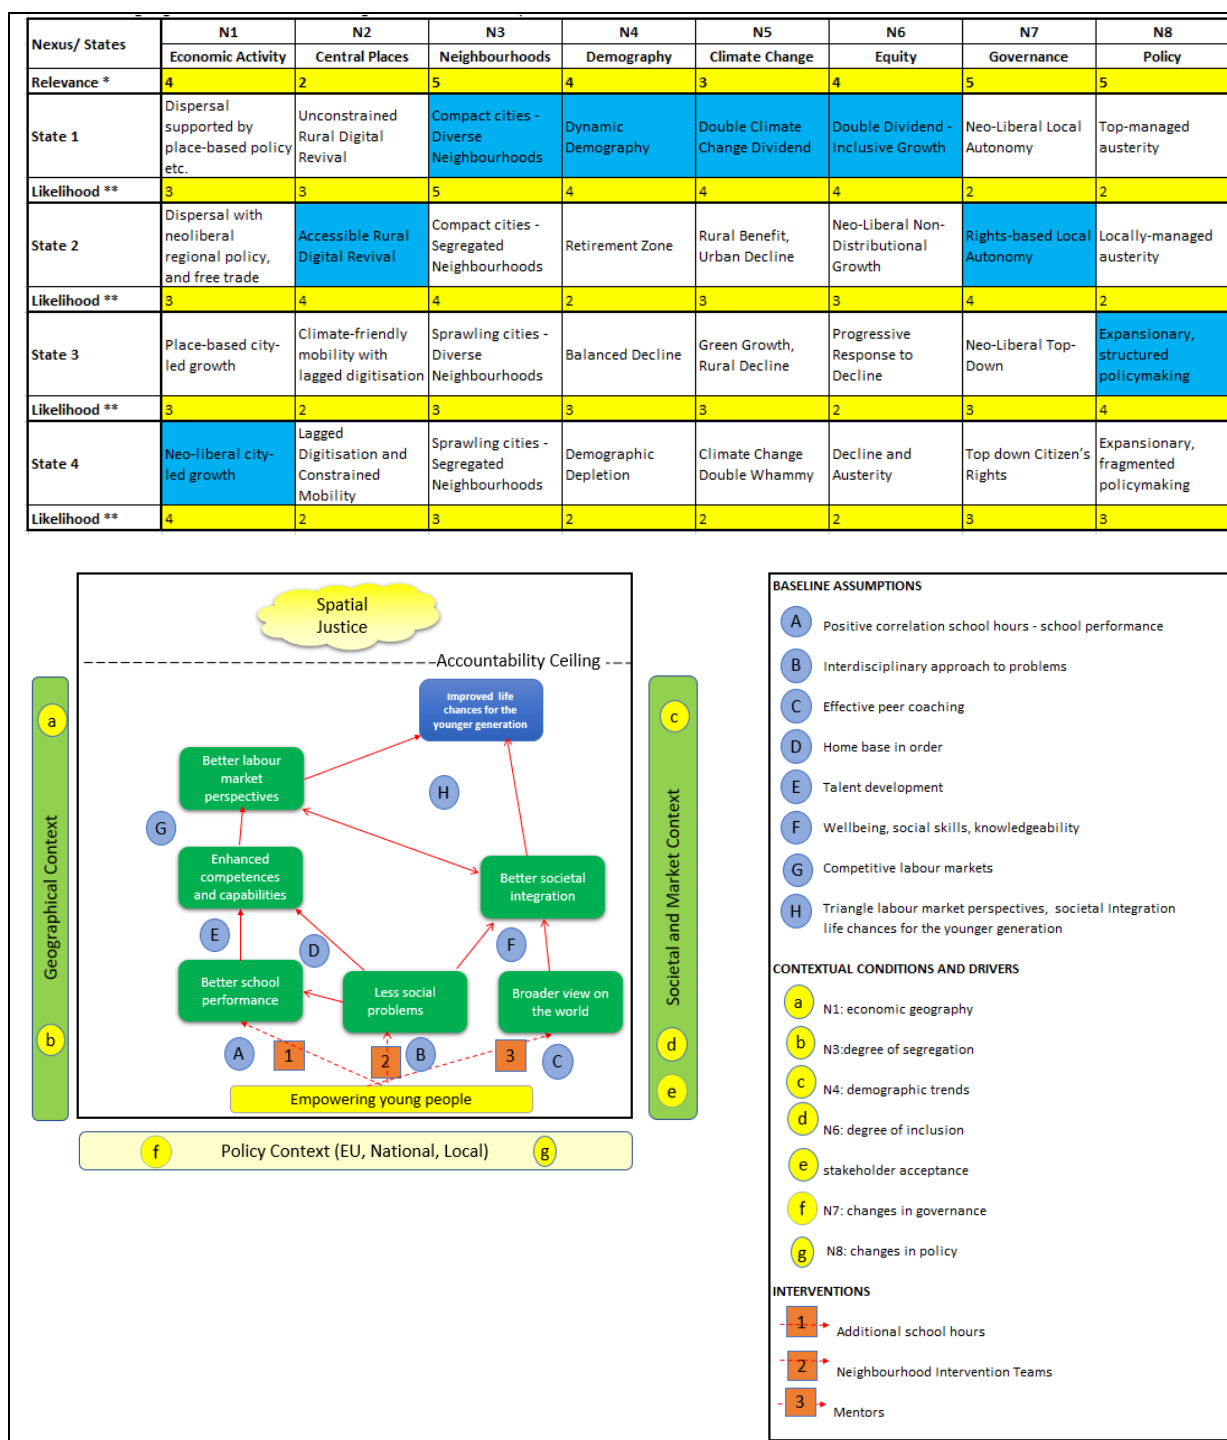 Nexus/ States N1 N2 N3 N4 N5 N6 N7 N8
Economic Activity Central Places Neighbourhoods Demography Climate Change Equity Governance Policy
Relevance * 4 2 5 4 3 4 5 5
State 1
Dispersal
supported by
place-based policy
etc.
Unconstrained
Rural Digital
Revival
Compact cities -
Diverse
Neighbourhoods
Dynamic
Demography
Double Climate
Change Dividend
Double Dividend -
Inclusive Growth
Neo-Liberal Local
Autonomy
Top-managed
austerity
Likelihood ** 3 3 5 4 4 4 2 2
State 2
Dispersal with
neoliberal
regional policy,
and free trade
Accessible Rural
Digital Revival
Compact cities -
Segregated
Neighbourhoods
Retirement Zone
Rural Benefit,
Urban Decline
Neo-Liberal Non-
Distributional
Growth
Rights-based Local
Autonomy
Locally-managed
austerity
Likelihood ** 3 4 4 2 3 3 4 2
State 3
Place-based city-
led growth
Climate-friendly
mobility with
lagged digitisation
Sprawling cities -
Diverse
Neighbourhoods
Balanced Decline
Green Growth,
Rural Decline
Progressive
Response to
Decline
Neo-Liberal Top-
Down
Expansionary,
structured
policymaking
Likelihood ** 3 2 3 3 3 2 3 4
State 4
Neo-liberal city-
led growth
Lagged
Digitisation and
Constrained
Mobility
Sprawling cities -
Segregated
Neighbourhoods
Demographic
Depletion
Climate Change
Double Whammy
Decline and
Austerity
Top down Citizen's
Rights
Expansionary,
fragmented
policymaking
Likelihood ** 4 2 3 2 2 2 3 3
Spatial
Justice
Accountability Ceiling
Improved life
chances for the
younger generation
Better labour
market
perspectives
H
G
Enhanced
competences
and capabilities
Better societal
integration
E
D
F
Better school
performance
Less social
problems
Broader view on
the world
A
1
2
B
3
C
Empowering young people
a
Geographical Context
b
c
Societal and Market Context
d
e
f
Policy Context (EU, National, Local)
g
BASELINE ASSUMPTIONS
A Positive correlation school hours - school performance
B Interdisciplinary approach to problems
C Effective peer coaching
D Home base in order
E Talent development
F Wellbeing, social skills, knowledgeability
G Competitive labour markets
H Triangle labour market perspectives, societal Integration
life chances for the younger generation
CONTEXTUAL CONDITIONS AND DRIVERS
a N1: economic geography
b N3:degree of segregation
c N4: demographic trends
d N6: degree of inclusion
e stakeholder acceptance
f N7: changes in governance
g N8: changes in policy
INTERVENTIONS
1 Additional school hours
2 Neighbourhood Intervention Teams
3 Mentors